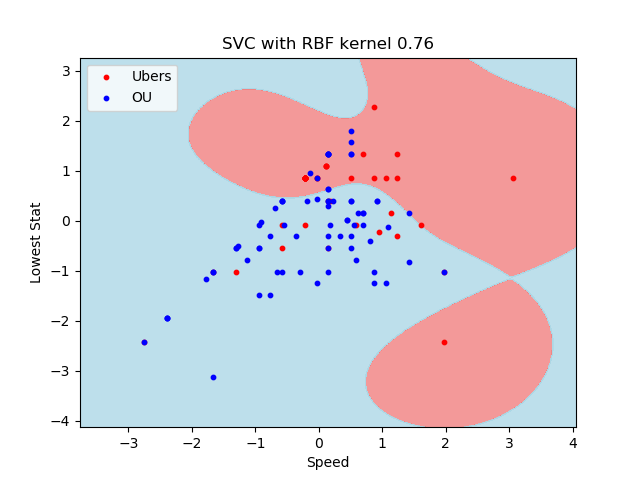 SVC with RBF kernel 0.76
Ubers
OU
3
2
1
0
−1
−2
−3
−4
Lowest Stat
−3 −2 −1 0 1 2 3 4
Speed